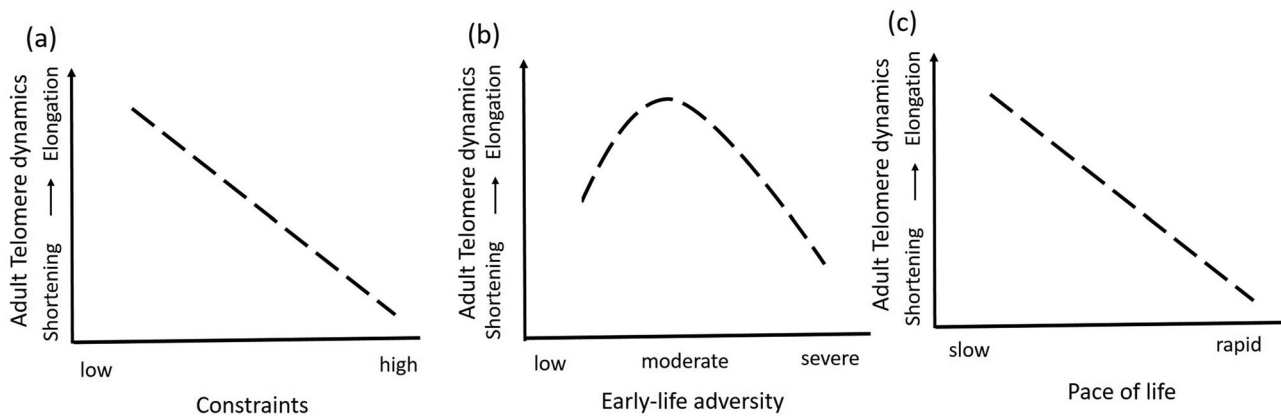 (a)
Adult Telomere dynamics
Shortening → Elongation
low high
Constraints
(b)
Adult Telomere dynamics
Shortening → Elongation
low moderate severe
Early-life adversity
(c)
Adult Telomere dynamics
Shortening → Elongation
slow rapid
Pace of life